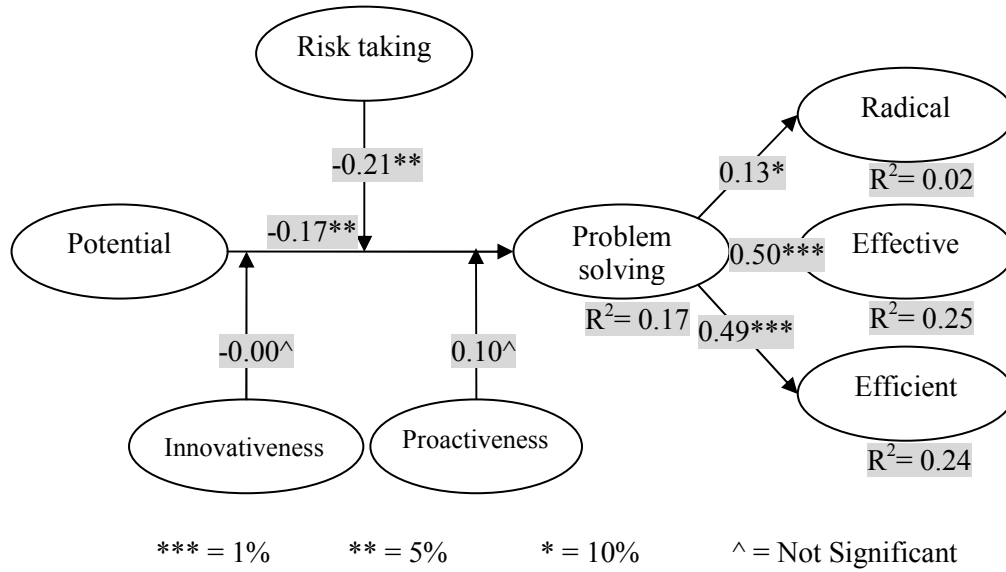 Risk taking
Radical
-0.21**
0.13*
R²= 0.02
Potential
-0.17**
Problem
solving
0.50***
Effective
R²= 0.17
R²= 0.25
-0.00^
0.10^
0.49***
Efficient
Innovativeness
Proactiveness
R²= 0.24
*** = 1% ** = 5% * = 10% ^ = Not Significant